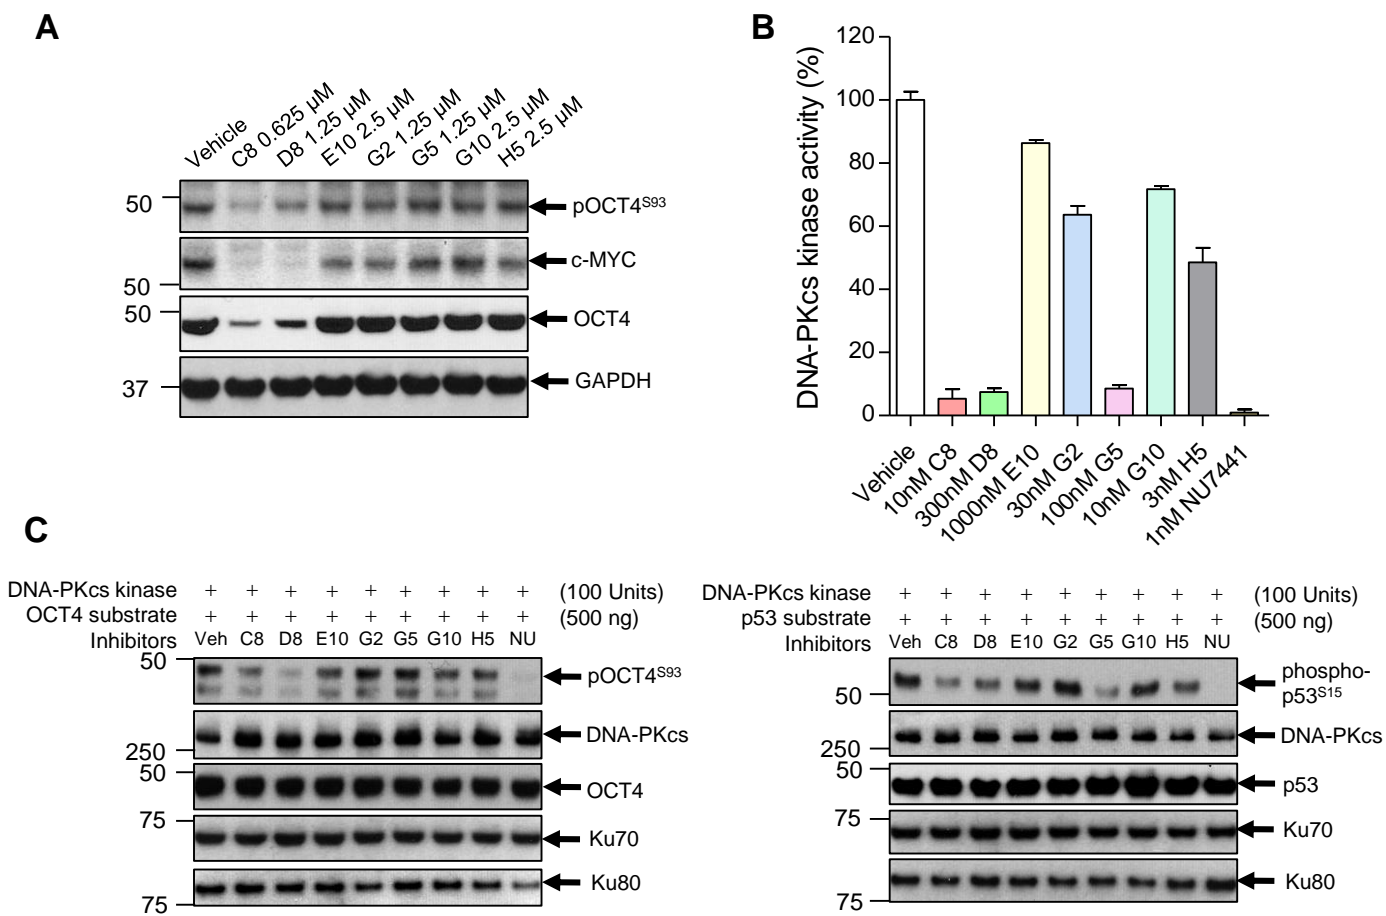 A
Vehicle
C8 0.625 µM
D8 1.25 µM
E10 2.5 µM
G2 1.25 µM
G5 1.25 µM
G10 2.5 µM
H5 2.5 µM
50
pOCT4S93
c-MYC
50
50
OCT4
37
GAPDH
B
DNA-PKcs kinase activity (%)
120
100
80
60
40
20
0
Vehicle
10nM C8
300nM D8
1000nM E10
30nM G2
100nM G5
10nM G10
3nM H5
1nM NU7441
C
DNA-PKcs kinase + + + + + + + + + (100 Units)
OCT4 substrate + + + + + + + + + (500 ng)
Inhibitors Veh C8 D8 E10 G2 G5 G10 H5 NU
50
pOCT4S93
DNA-PKcs
250
50
OCT4
75
Ku70
Ku80
75
DNA-PKcs kinase + + + + + + + + + (100 Units)
p53 substrate + + + + + + + + + (500 ng)
Inhibitors Veh C8 D8 E10 G2 G5 G10 H5 NU
phospho-
p53S15
50
DNA-PKcs
250
50
p53
75
Ku70
Ku80
75